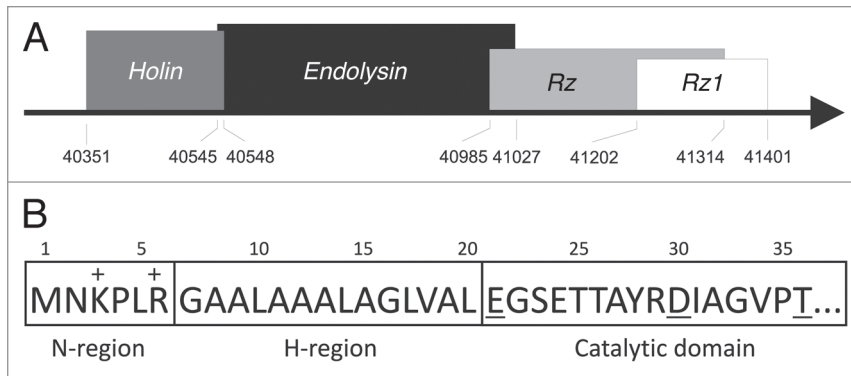 A
Holin Endolysin Rz Rz1
40351 40545 40548 40985 41027 41202 41314 41401
B
1 5 10 15 20 25 30 35
+ +
MNKPLR GAALAAALAGLVAL EGSETTAYRDIAGVPT...
N-region H-region Catalytic domain